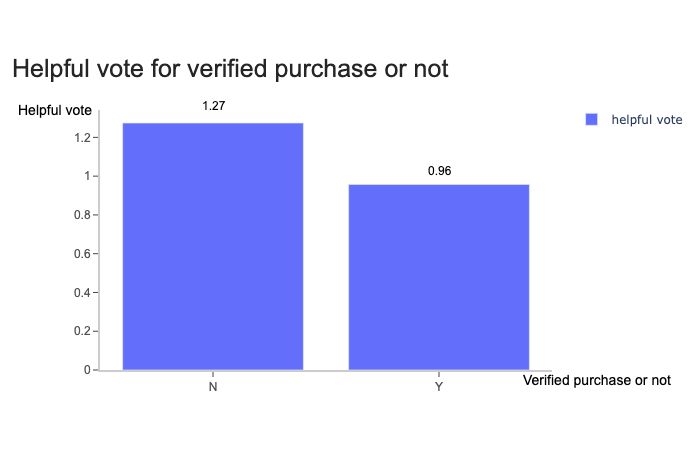 Helpful vote for verified purchase or not
Helpful vote
1.27
helpful vote
1.2
1
0.96
0.8
0.6
0.4
0.2
0
N
Y
Verified purchase or not